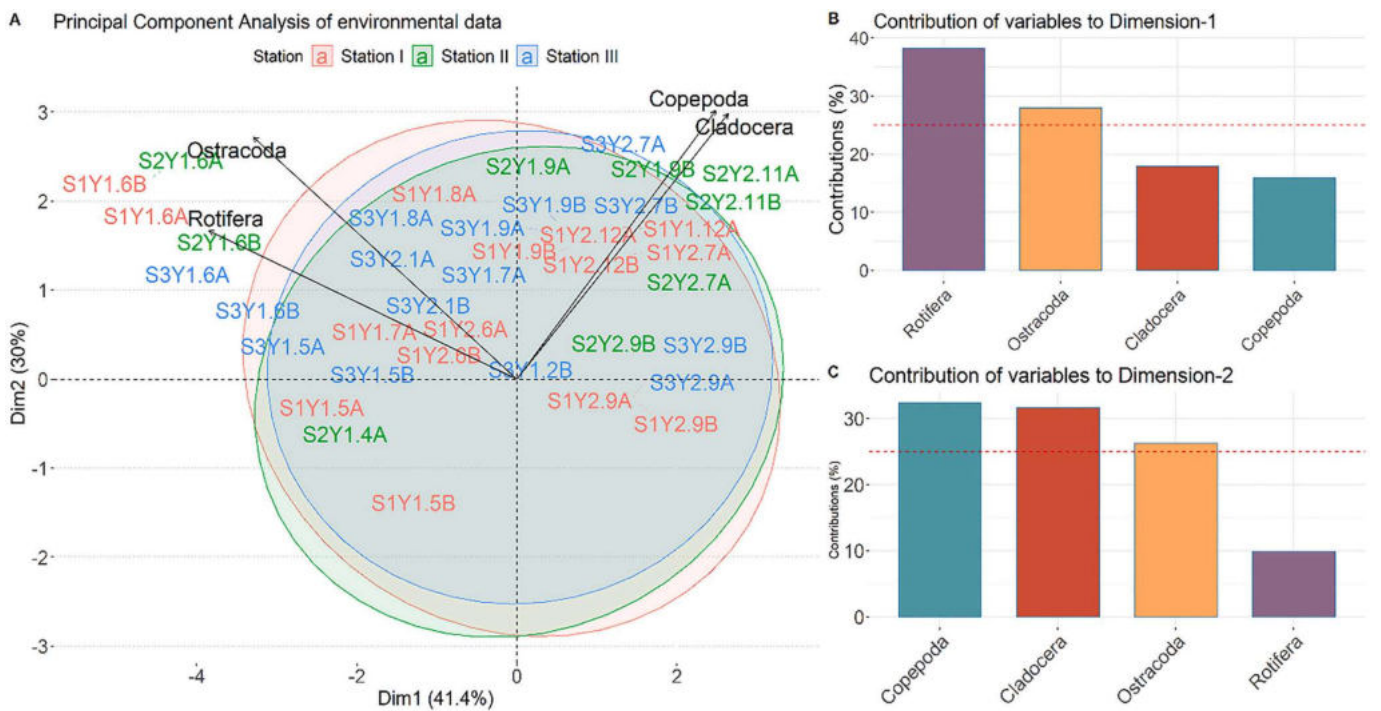 A Principal Component Analysis of environmental data
Station a Station I a Station II a Station III
Dim2 (30%)
3
2
1
0
-1
-2
-3
-4
-2
0
2
Dim1 (41.4%)
Copepoda
Cladocera
Ostracoda
Rotifera
S3Y2.7A
S2Y1.6A
S2Y1.9A
S2Y1.9B
S2Y2.11A
S1Y1.6B
S1Y1.8A
S3Y1.9B
S3Y2.7B
S2Y2.11B
S1Y1.6A
S3Y1.8A
S3Y1.9A
S1Y2.12A
S1Y1.12A
S2Y1.6B
S1Y1.9B
S1Y2.7A
S3Y2.1A
S1Y2.12B
S3Y1.6A
S3Y1.7A
S2Y2.7A
S3Y1.6B
S3Y2.1B
S1Y1.7A
S1Y2.6A
S3Y1.5A
S1Y2.6B
S2Y2.9B
S3Y2.9B
S3Y1.5B
S3Y1.2B
S3Y2.9A
S1Y1.5A
S1Y2.9A
S2Y1.4A
S1Y2.9B
S1Y1.5B
B Contribution of variables to Dimension-1
Contributions (%)
40
30
20
10
0
Rotifera
Ostracoda
Cladocera
Copepoda
C Contribution of variables to Dimension-2
Contributions (%)
30
20
10
0
Copepoda
Cladocera
Ostracoda
Rotifera